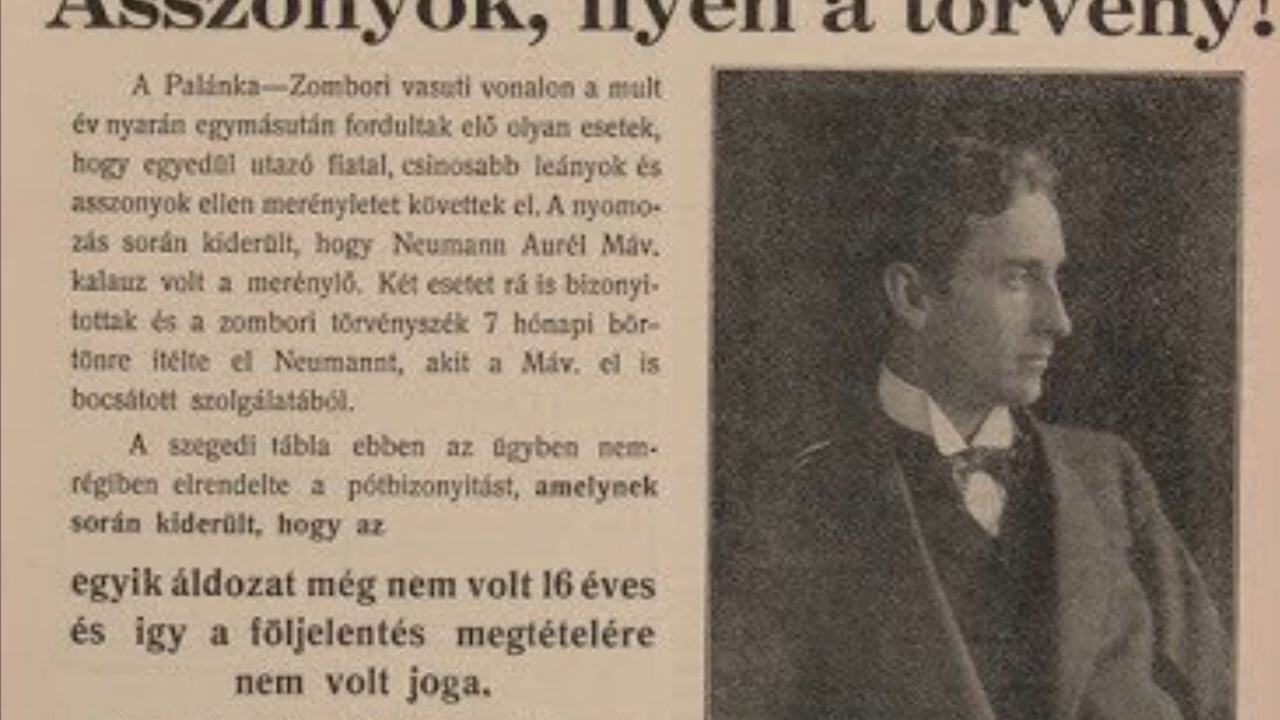 Asszonyok, ilyen a törvény!
A Palánka—Zombori vasuti vonalon a mult
év nyarán egymásután fordultak elő olyan esetek,
hogy egyedül utazó fiatal, csinosabb leányok és
asszonyok ellen merényletet követtek el. A nyomo-
zás során kiderült, hogy Neumann Aurél Máv.
kalauz volt a merénylő. Két esetet rá is bizonyi-
tottak és a zombori törvényszék 7 hónapi bör-
tönre itélte el Neumannt, akit a Máv. el is
bocsátott szolgálatából.
A szegedi tábla ebben az ügyben nem-
régiben elrendelte a pótbizonyitást, amelynek
során kiderült, hogy az
egyik áldozat még nem volt 16 éves
és igy a följelentés megtételére
nem volt joga.